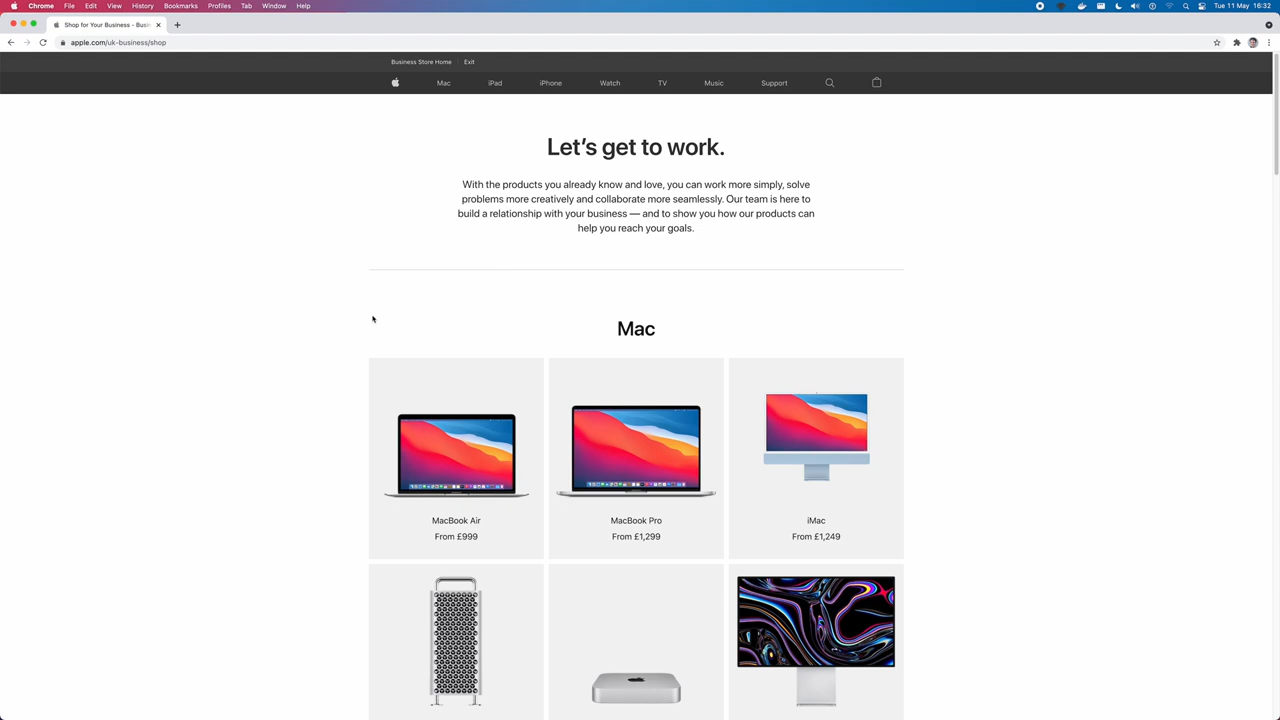 Chrome File Edit View History Bookmarks Profiles Tab Window Help Tue 11 May 16:32
Shop for Your Business - Busin
apple.com/uk-business/shop
Business Store Home Exit
Mac iPad iPhone Watch TV Music Support
Let's get to work.
With the products you already know and love, you can work more simply, solve
problems more creatively and collaborate more seamlessly. Our team is here to
build a relationship with your business — and to show you how our products can
help you reach your goals.
Mac
MacBook Air
From £999
MacBook Pro
From £1,299
iMac
From £1,249